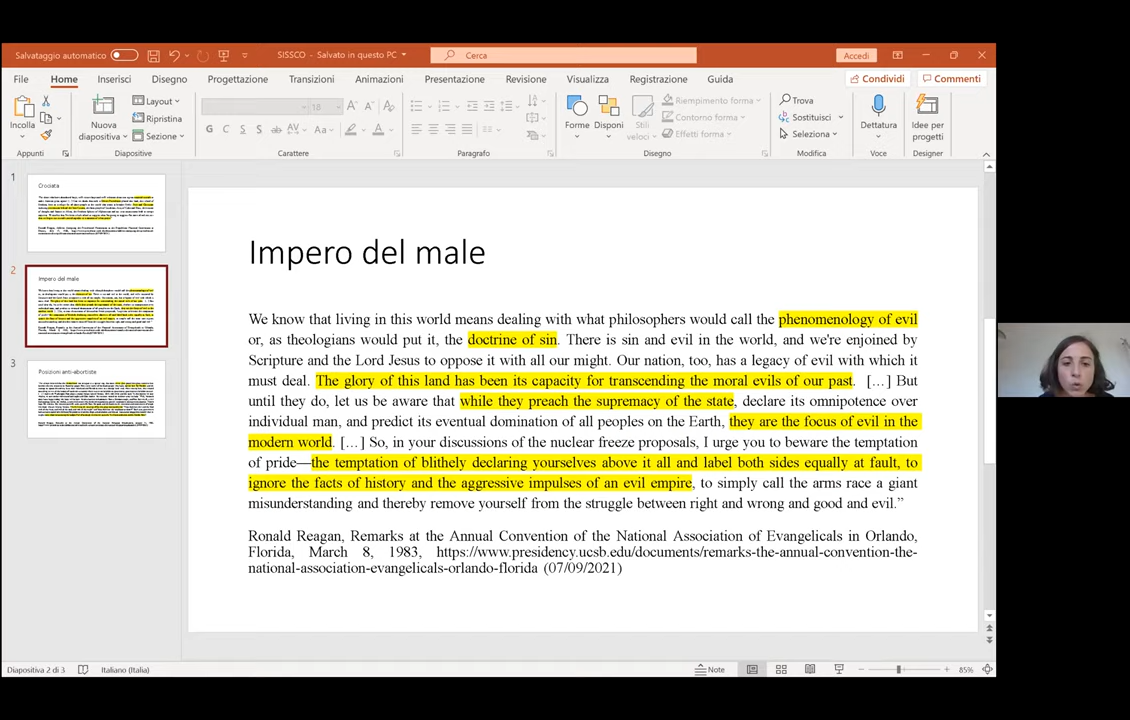 Salvataggio automatico
SISSCO - Salvato in questo PC
Cerca
Accedi
File Home Inserisci Disegno Progettazione Transizioni Animazioni Presentazione Revisione Visualizza Registrazione Guida Condividi Commenti
Incolla
Nuova diapositiva
Layout
Ripristina
Sezione
18
G C S S ab AV Aa A
Forme
Disponi
Stili veloci
Riempimento forma
Contorno forma
Effetti forma
Trova
Sostituisci
Seleziona
Dettatura
Idee per progetti
Appunti Diapositive Carattere Paragrafo Disegno Modifica Voce Designer
1
Crociata
2
Impero del male
3
Posizioni anti-abortiste
Impero del male
We know that living in this world means dealing with what philosophers would call the phenomenology of evil
or, as theologians would put it, the doctrine of sin. There is sin and evil in the world, and we're enjoined by
Scripture and the Lord Jesus to oppose it with all our might. Our nation, too, has a legacy of evil with which it
must deal. The glory of this land has been its capacity for transcending the moral evils of our past. […] But
until they do, let us be aware that while they preach the supremacy of the state, declare its omnipotence over
individual man, and predict its eventual domination of all peoples on the Earth, they are the focus of evil in the
modern world. […] So, in your discussions of the nuclear freeze proposals, I urge you to beware the temptation
of pride—the temptation of blithely declaring yourselves above it all and label both sides equally at fault, to
ignore the facts of history and the aggressive impulses of an evil empire, to simply call the arms race a giant
misunderstanding and thereby remove yourself from the struggle between right and wrong and good and evil.”
Ronald Reagan, Remarks at the Annual Convention of the National Association of Evangelicals in Orlando,
Florida, March 8, 1983, https://www.presidency.ucsb.edu/documents/remarks-the-annual-convention-the-
national-association-evangelicals-orlando-florida (07/09/2021)
Diapositiva 2 di 3
Italiano (Italia)
Note
85%